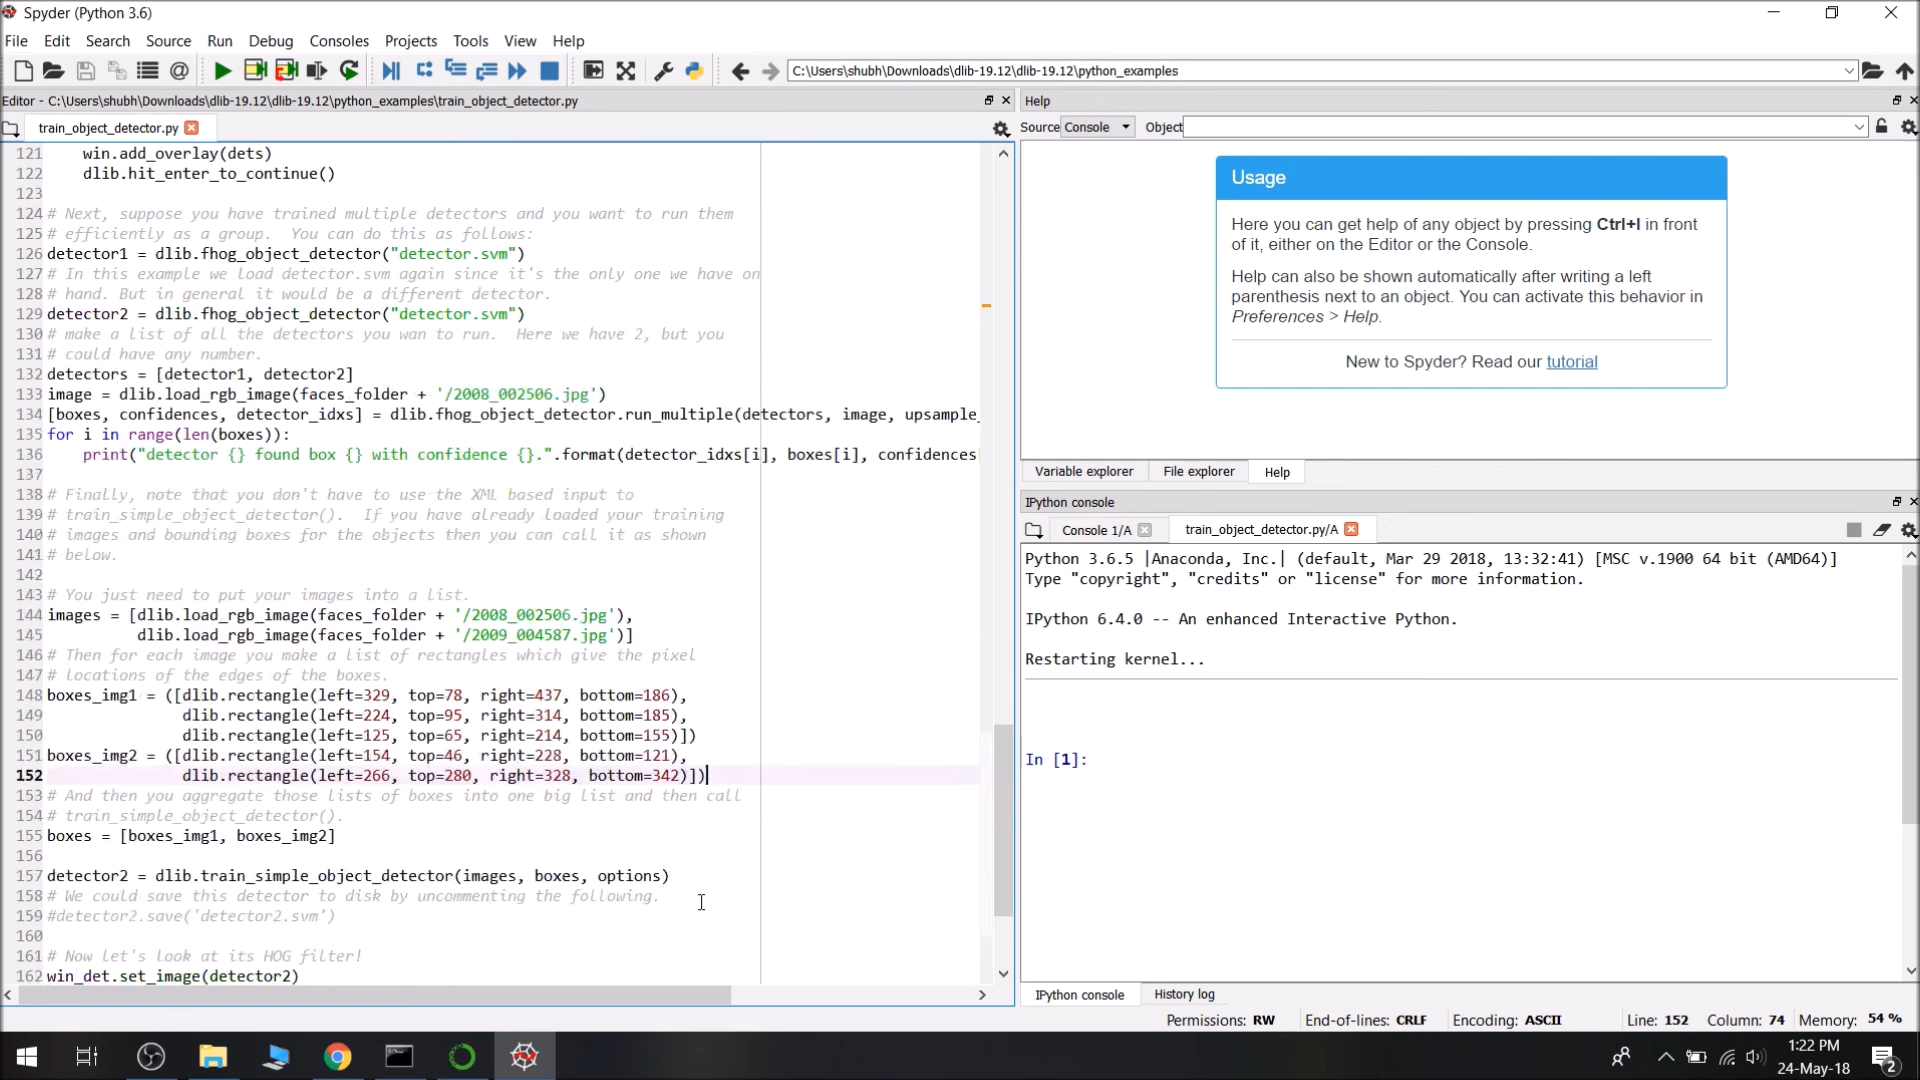 Spyder (Python 3.6)
File Edit Search Source Run Debug Consoles Projects Tools View Help
C:\Users\shubh\Downloads\dlib-19.12\dlib-19.12\python_examples
Editor - C:\Users\shubh\Downloads\dlib-19.12\dlib-19.12\python_examples\train_object_detector.py
train_object_detector.py
121     win.add_overlay(dets)
122     dlib.hit_enter_to_continue()
123
124 # Next, suppose you have trained multiple detectors and you want to run them
125 # efficiently as a group.  You can do this as follows:
126 detector1 = dlib.fhog_object_detector("detector.svm")
127 # In this example we load detector.svm again since it's the only one we have on
128 # hand. But in general it would be a different detector.
129 detector2 = dlib.fhog_object_detector("detector.svm")
130 # make a list of all the detectors you wan to run.  Here we have 2, but you
131 # could have any number.
132 detectors = [detector1, detector2]
133 image = dlib.load_rgb_image(faces_folder + '/2008_002506.jpg')
134 [boxes, confidences, detector_idxs] = dlib.fhog_object_detector.run_multiple(detectors, image, upsample_
135 for i in range(len(boxes)):
136     print("detector {} found box {} with confidence {}.".format(detector_idxs[i], boxes[i], confidences
137
138 # Finally, note that you don't have to use the XML based input to
139 # train_simple_object_detector().  If you have already loaded your training
140 # images and bounding boxes for the objects then you can call it as shown
141 # below.
142
143 # You just need to put your images into a list.
144 images = [dlib.load_rgb_image(faces_folder + '/2008_002506.jpg'),
145           dlib.load_rgb_image(faces_folder + '/2009_004587.jpg')]
146 # Then for each image you make a list of rectangles which give the pixel
147 # locations of the edges of the boxes.
148 boxes_img1 = ([dlib.rectangle(left=329, top=78, right=437, bottom=186),
149                dlib.rectangle(left=224, top=95, right=314, bottom=185),
150                dlib.rectangle(left=125, top=65, right=214, bottom=155)])
151 boxes_img2 = ([dlib.rectangle(left=154, top=46, right=228, bottom=121),
152                dlib.rectangle(left=266, top=280, right=328, bottom=342)])
153 # And then you aggregate those lists of boxes into one big list and then call
154 # train_simple_object_detector().
155 boxes = [boxes_img1, boxes_img2]
156
157 detector2 = dlib.train_simple_object_detector(images, boxes, options)
158 # We could save this detector to disk by uncommenting the following.
159 #detector2.save('detector2.svm')
160
161 # Now let's look at its HOG filter!
162 win_det.set_image(detector2)
Help
Source Console Object
Usage
Here you can get help of any object by pressing Ctrl+I in front
of it, either on the Editor or the Console.
Help can also be shown automatically after writing a left
parenthesis next to an object. You can activate this behavior in
Preferences > Help.
New to Spyder? Read our tutorial
Variable explorer File explorer Help
IPython console
Console 1/A train_object_detector.py/A
Python 3.6.5 |Anaconda, Inc.| (default, Mar 29 2018, 13:32:41) [MSC v.1900 64 bit (AMD64)]
Type "copyright", "credits" or "license" for more information.
IPython 6.4.0 -- An enhanced Interactive Python.
Restarting kernel...
In [1]:
IPython console History log
Permissions: RW End-of-lines: CRLF Encoding: ASCII Line: 152 Column: 74 Memory: 54 %
1:22 PM
24-May-18
2